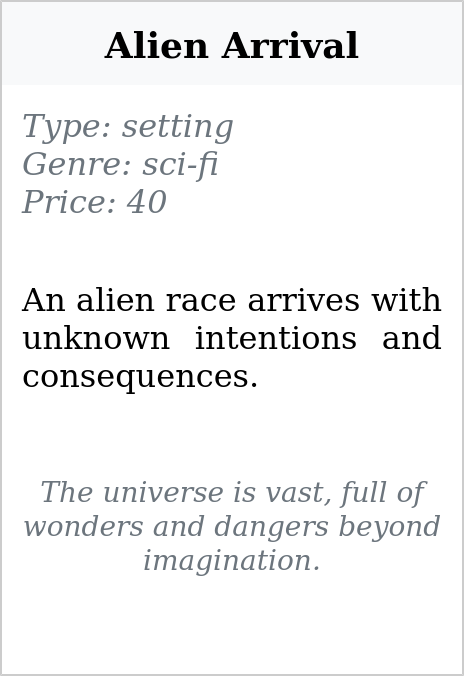 Alien Arrival
Type: setting
Genre: sci-fi
Price: 40
An alien race arrives with
unknown intentions and
consequences.
The universe is vast, full of
wonders and dangers beyond
imagination.